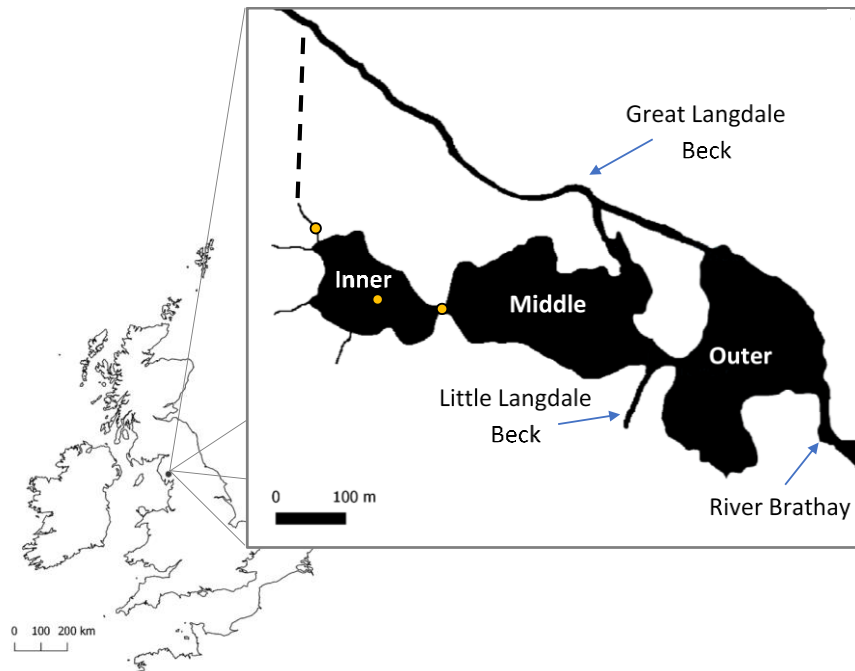 Great Langdale
Beck
Inner
Middle
Outer
Little Langdale
Beck
River Brathay
0 100 m
0 100 200 km